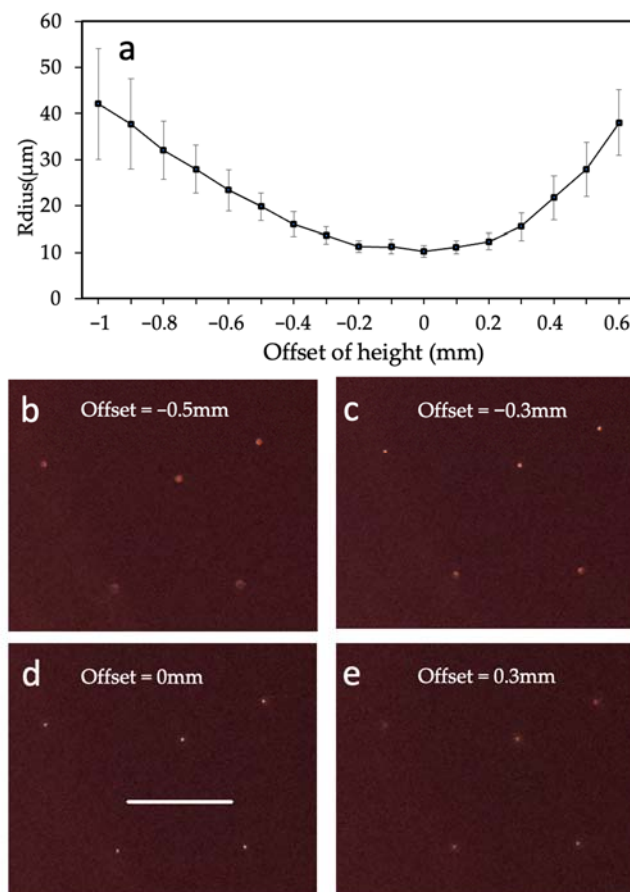 a
60
50
40
30
20
10
0
Rdius(μm)
−1 −0.8 −0.6 −0.4 −0.2 0 0.2 0.4 0.6
Offset of height (mm)
b Offset = −0.5mm
c Offset = −0.3mm
d Offset = 0mm
e Offset = 0.3mm